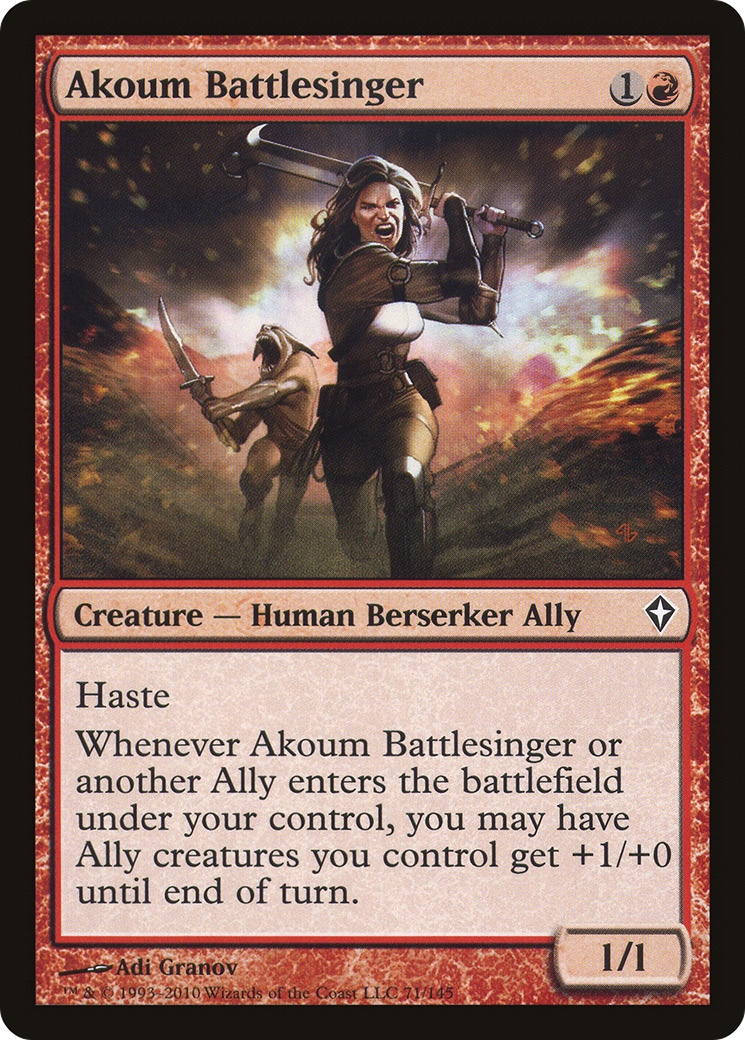 Akoum Battlesinger 1
Creature — Human Berserker Ally
Haste
Whenever Akoum Battlesinger or
another Ally enters the battlefield
under your control, you may have
Ally creatures you control get +1/+0
until end of turn.
1/1
Adi Granov
™ & © 1993–2010 Wizards of the Coast LLC 71/145